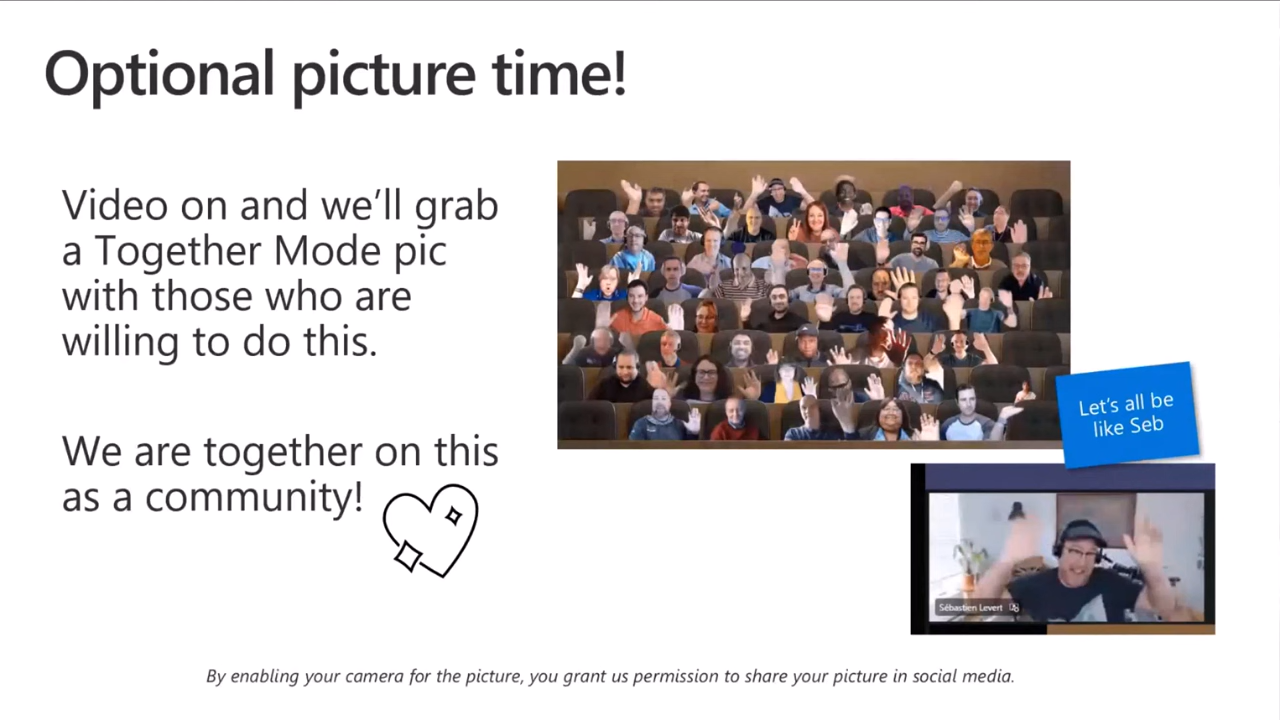 Optional picture time!
Video on and we’ll grab
a Together Mode pic
with those who are
willing to do this.
We are together on this
as a community!
Let’s all be
like Seb
Sébastien Levert
By enabling your camera for the picture, you grant us permission to share your picture in social media.